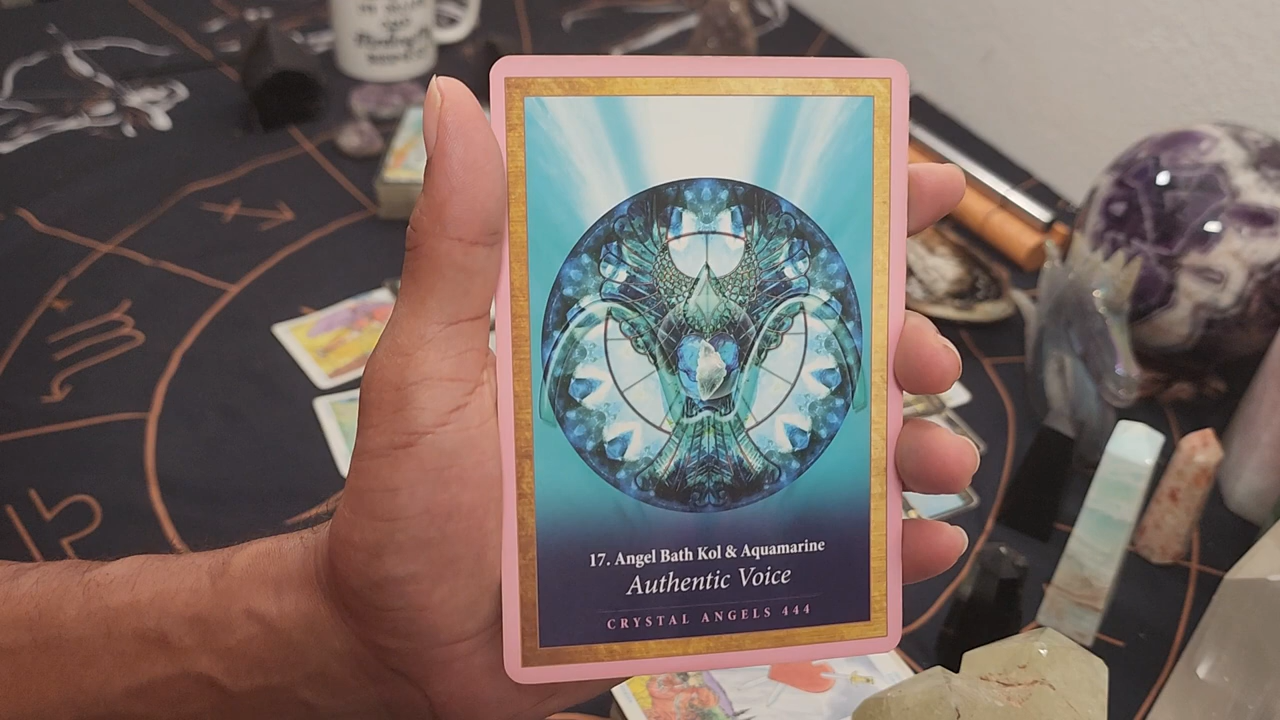 17. Angel Bath Kol & Aquamarine
Authentic Voice
CRYSTAL ANGELS 444